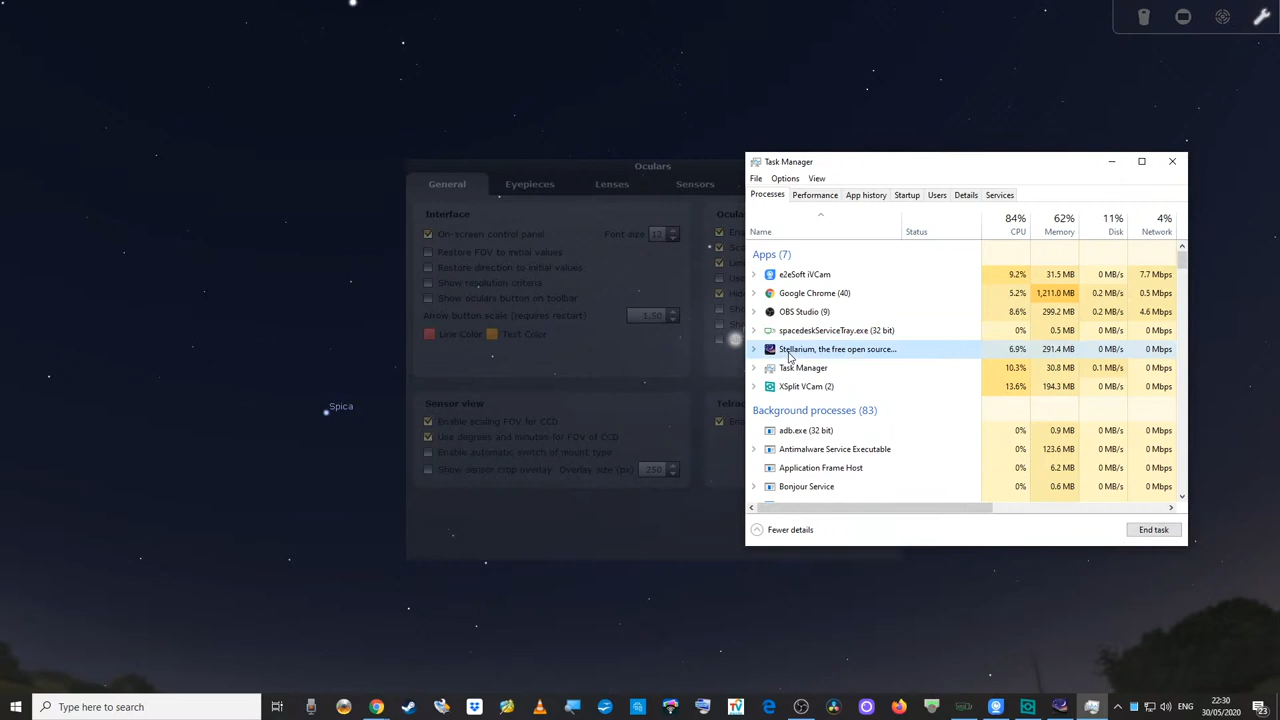 Oculars
General Eyepieces Lenses Sensors
Interface
On-screen control panel Font size 12
Restore FOV to initial values
Restore direction to initial values
Show resolution criteria
Show oculars button on toolbar
Arrow button scale (requires restart) 1.50
Line Color Text Color
Sensor view
Enable scaling FOV for CCD
Use degrees and minutes for FOV of CCD
Enable automatic switch of mount type
Show sensor crop overlay Overlay size (px) 250
Spica
Task Manager
File Options View
Processes Performance App history Startup Users Details Services
84% 62% 11% 4%
Name Status CPU Memory Disk Network
Apps (7)
e2eSoft iVCam 9.2% 31.5 MB 0 MB/s 7.7 Mbps
Google Chrome (40) 5.2% 1,211.0 MB 0.2 MB/s 0.5 Mbps
OBS Studio (9) 8.6% 299.2 MB 0.2 MB/s 4.6 Mbps
spacedeskServiceTray.exe (32 bit) 0% 0.5 MB 0 MB/s 0 Mbps
Stellarium, the free open source... 6.9% 291.4 MB 0 MB/s 0 Mbps
Task Manager 10.3% 30.8 MB 0.1 MB/s 0 Mbps
XSplit VCam (2) 13.6% 194.3 MB 0 MB/s 0 Mbps
Background processes (83)
adb.exe (32 bit) 0% 0.9 MB 0 MB/s 0 Mbps
Antimalware Service Executable 0% 123.6 MB 0 MB/s 0 Mbps
Application Frame Host 0% 6.2 MB 0 MB/s 0 Mbps
Bonjour Service 0% 0.6 MB 0 MB/s 0 Mbps
Fewer details End task
Type here to search
TV
ENG
22:30
30/05/2020